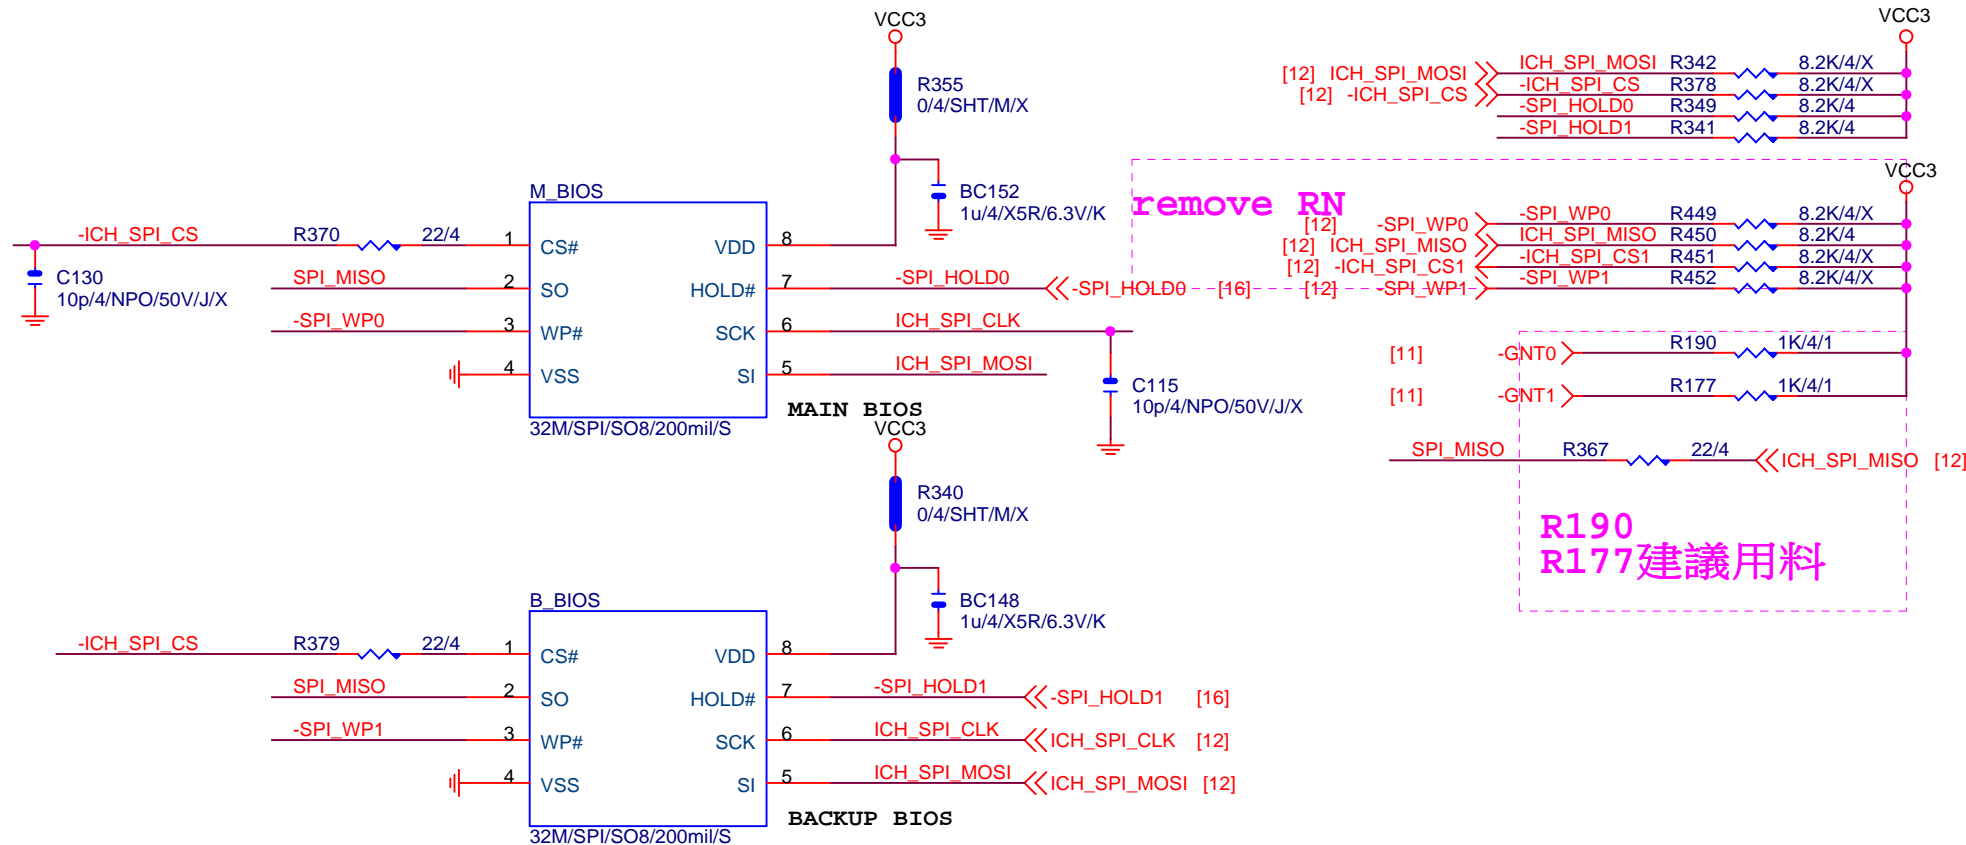 VCC3
R355
0/4/SHT/M/X
M_BIOS
BC152
1u/4/X5R/6.3V/K
-ICH_SPI_CS R370 22/4 1 CS# VDD 8
C130
10p/4/NPO/50V/J/X
SPI_MISO 2 SO HOLD# 7 -SPI_HOLD0 -SPI_HOLD0 [16]
-SPI_WP0 3 WP# SCK 6 ICH_SPI_CLK
4 VSS SI 5 ICH_SPI_MOSI
C115
10p/4/NPO/50V/J/X
MAIN BIOS
32M/SPI/SO8/200mil/S
VCC3
R340
0/4/SHT/M/X
B_BIOS
BC148
1u/4/X5R/6.3V/K
-ICH_SPI_CS R379 22/4 1 CS# VDD 8
SPI_MISO 2 SO HOLD# 7 -SPI_HOLD1 -SPI_HOLD1 [16]
-SPI_WP1 3 WP# SCK 6 ICH_SPI_CLK ICH_SPI_CLK [12]
4 VSS SI 5 ICH_SPI_MOSI ICH_SPI_MOSI [12]
BACKUP BIOS
32M/SPI/SO8/200mil/S
VCC3
[12] ICH_SPI_MOSI ICH_SPI_MOSI R342 8.2K/4/X
[12] -ICH_SPI_CS -ICH_SPI_CS R378 8.2K/4/X
-SPI_HOLD0 R349 8.2K/4
-SPI_HOLD1 R341 8.2K/4
VCC3
remove RN
[12] -SPI_WP0 -SPI_WP0 R449 8.2K/4/X
[12] ICH_SPI_MISO ICH_SPI_MISO R450 8.2K/4
[12] -ICH_SPI_CS1 -ICH_SPI_CS1 R451 8.2K/4/X
[12] -SPI_WP1 -SPI_WP1 R452 8.2K/4/X
[11] -GNT0 R190 1K/4/1
[11] -GNT1 R177 1K/4/1
SPI_MISO R367 22/4 ICH_SPI_MISO [12]
R190
R177建議用料